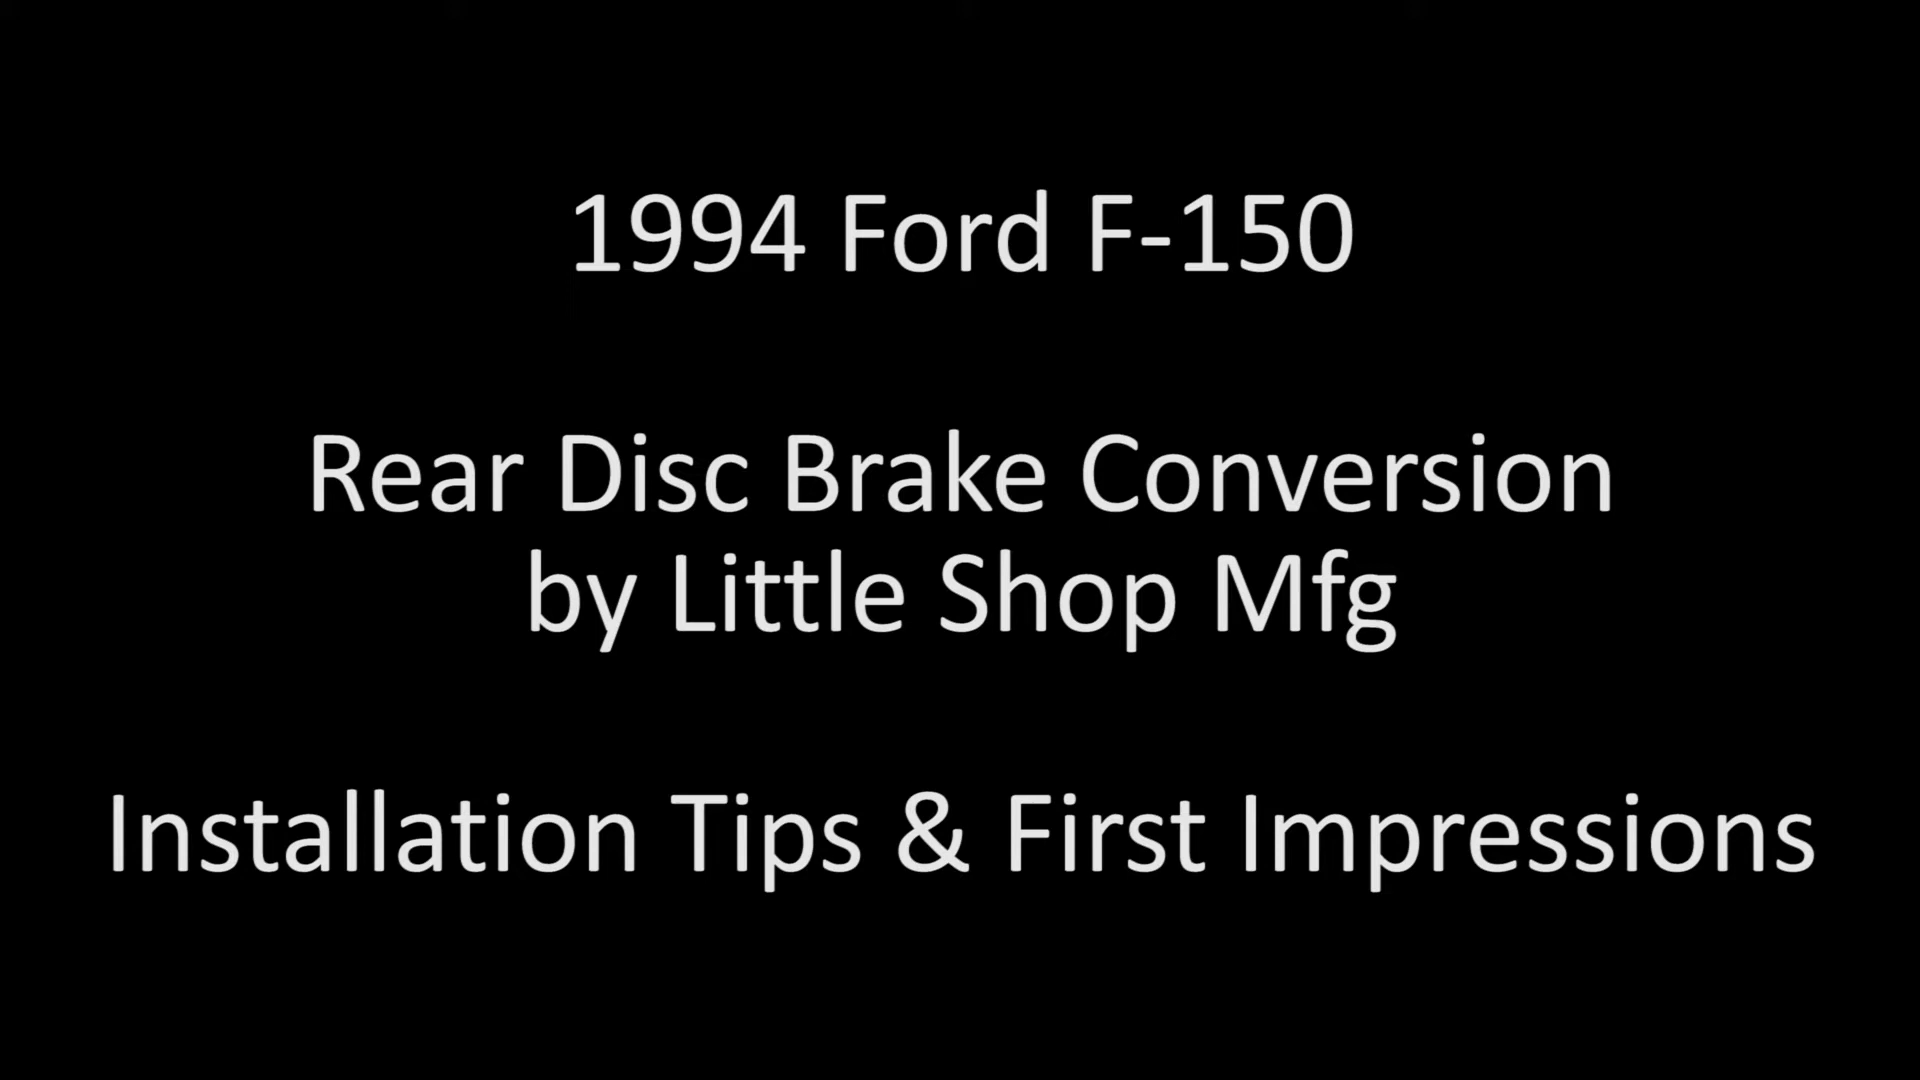 1994 Ford F-150
Rear Disc Brake Conversion
by Little Shop Mfg
Installation Tips & First Impressions